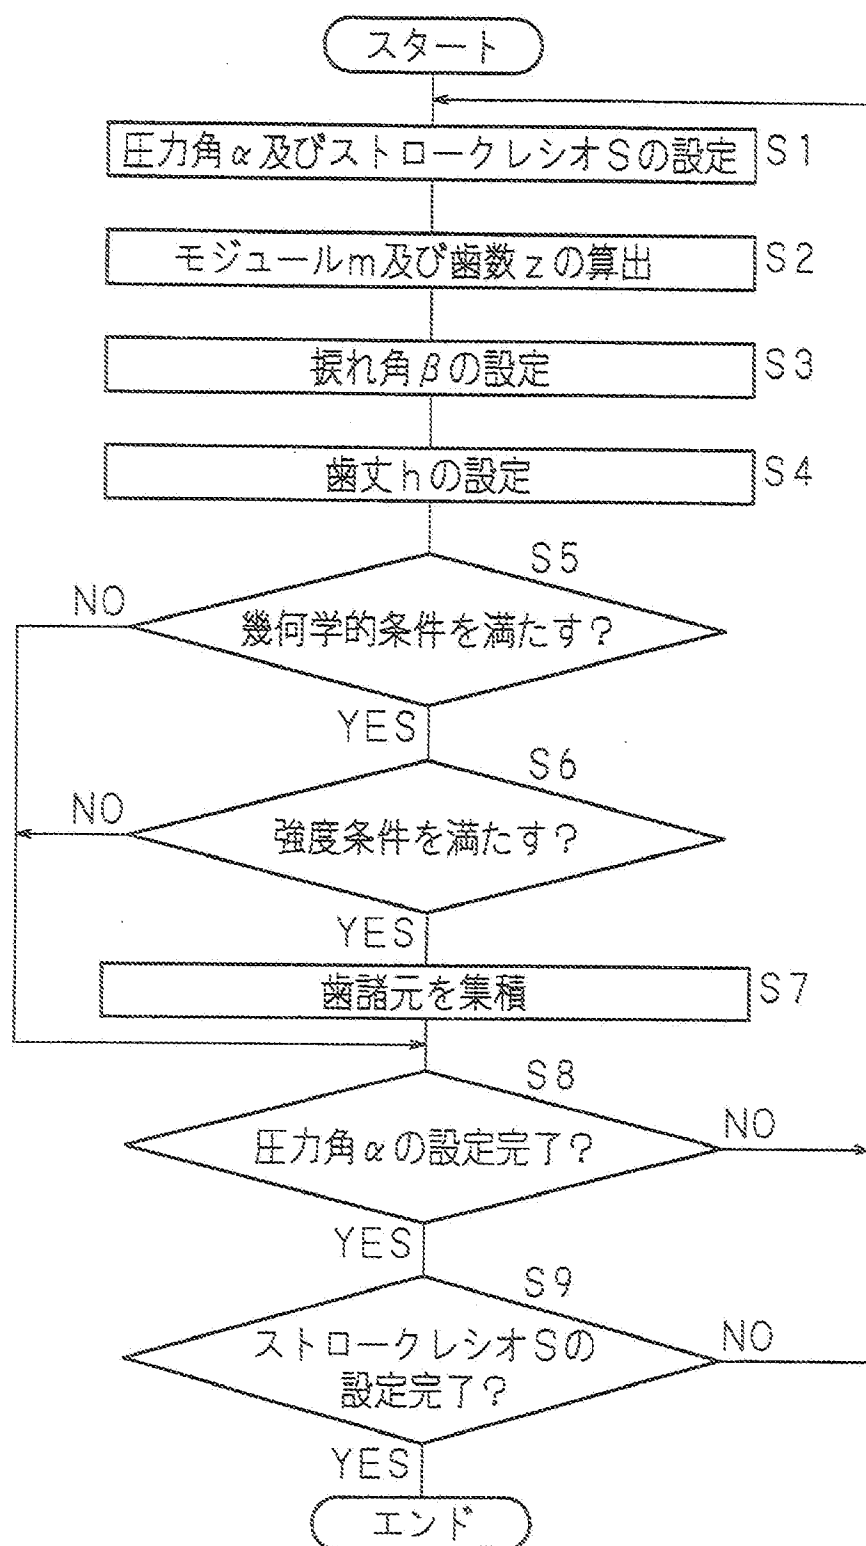 スタート
圧力角α及びストロークレシオSの設定 S1
モジュールm及び歯数zの算出 S2
捩れ角βの設定 S3
歯丈hの設定 S4
S5
NO
幾何学的条件を満たす？
YES
S6
NO
強度条件を満たす？
YES
歯諸元を集積 S7
S8
圧力角αの設定完了？
NO
YES
S9
ストロークレシオSの
設定完了？
NO
YES
エンド